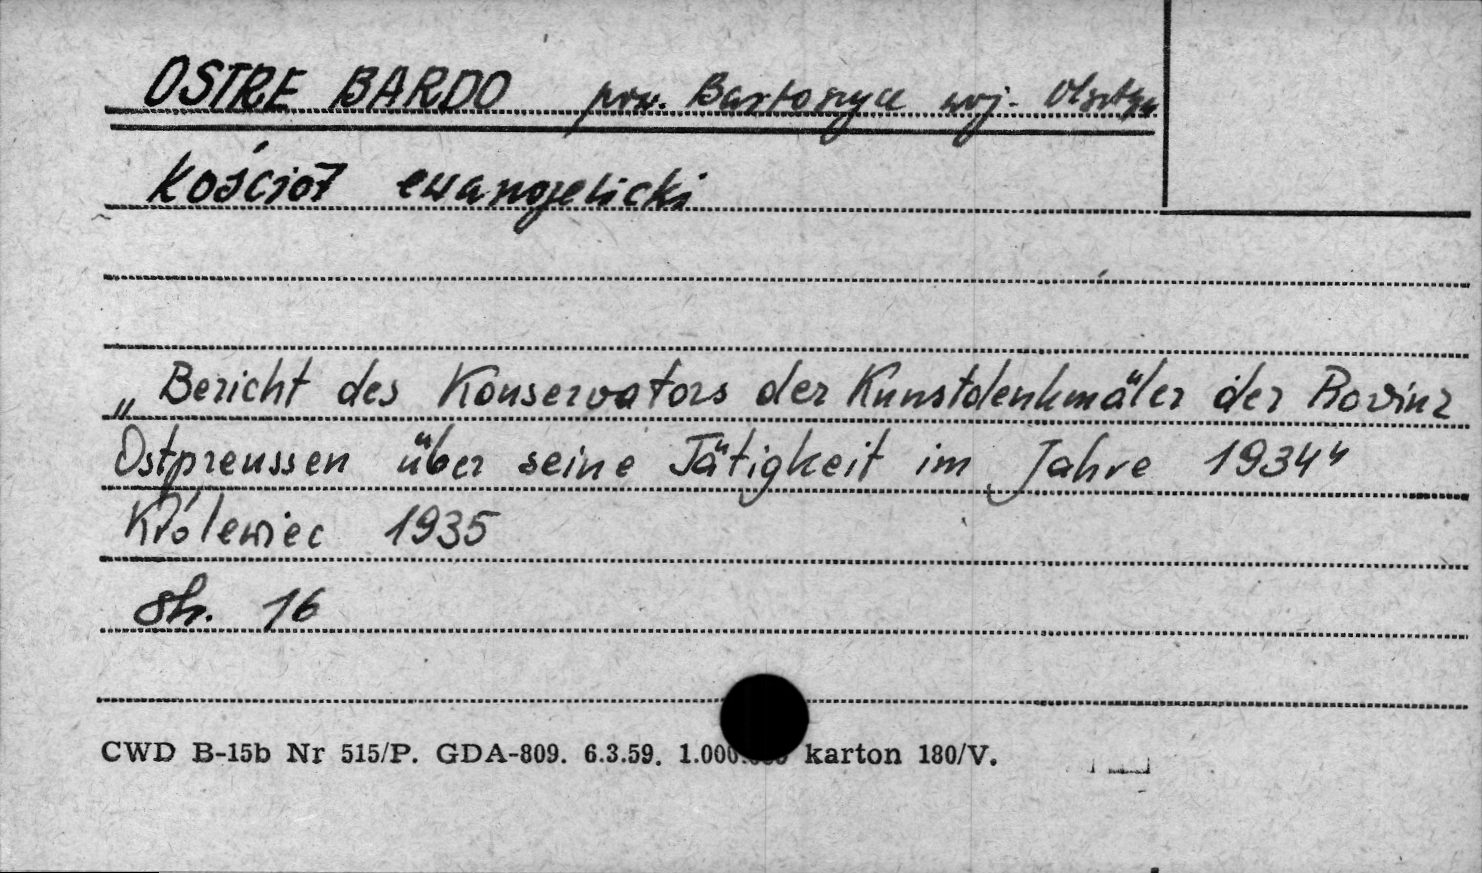 OSTRE BARDO pow. Bartoszyce woj. Olsztyn
Kościół ewangelicki
„Bericht des Konservators der Kunstdenkmäler der Provinz
Ostpreussen über seine Tätigkeit im Jahre 1934"
Królewiec 1935
str. 16
CWD B-15b Nr 515/P. GDA-809. 6.3.59. 1.000.000 karton 180/V.